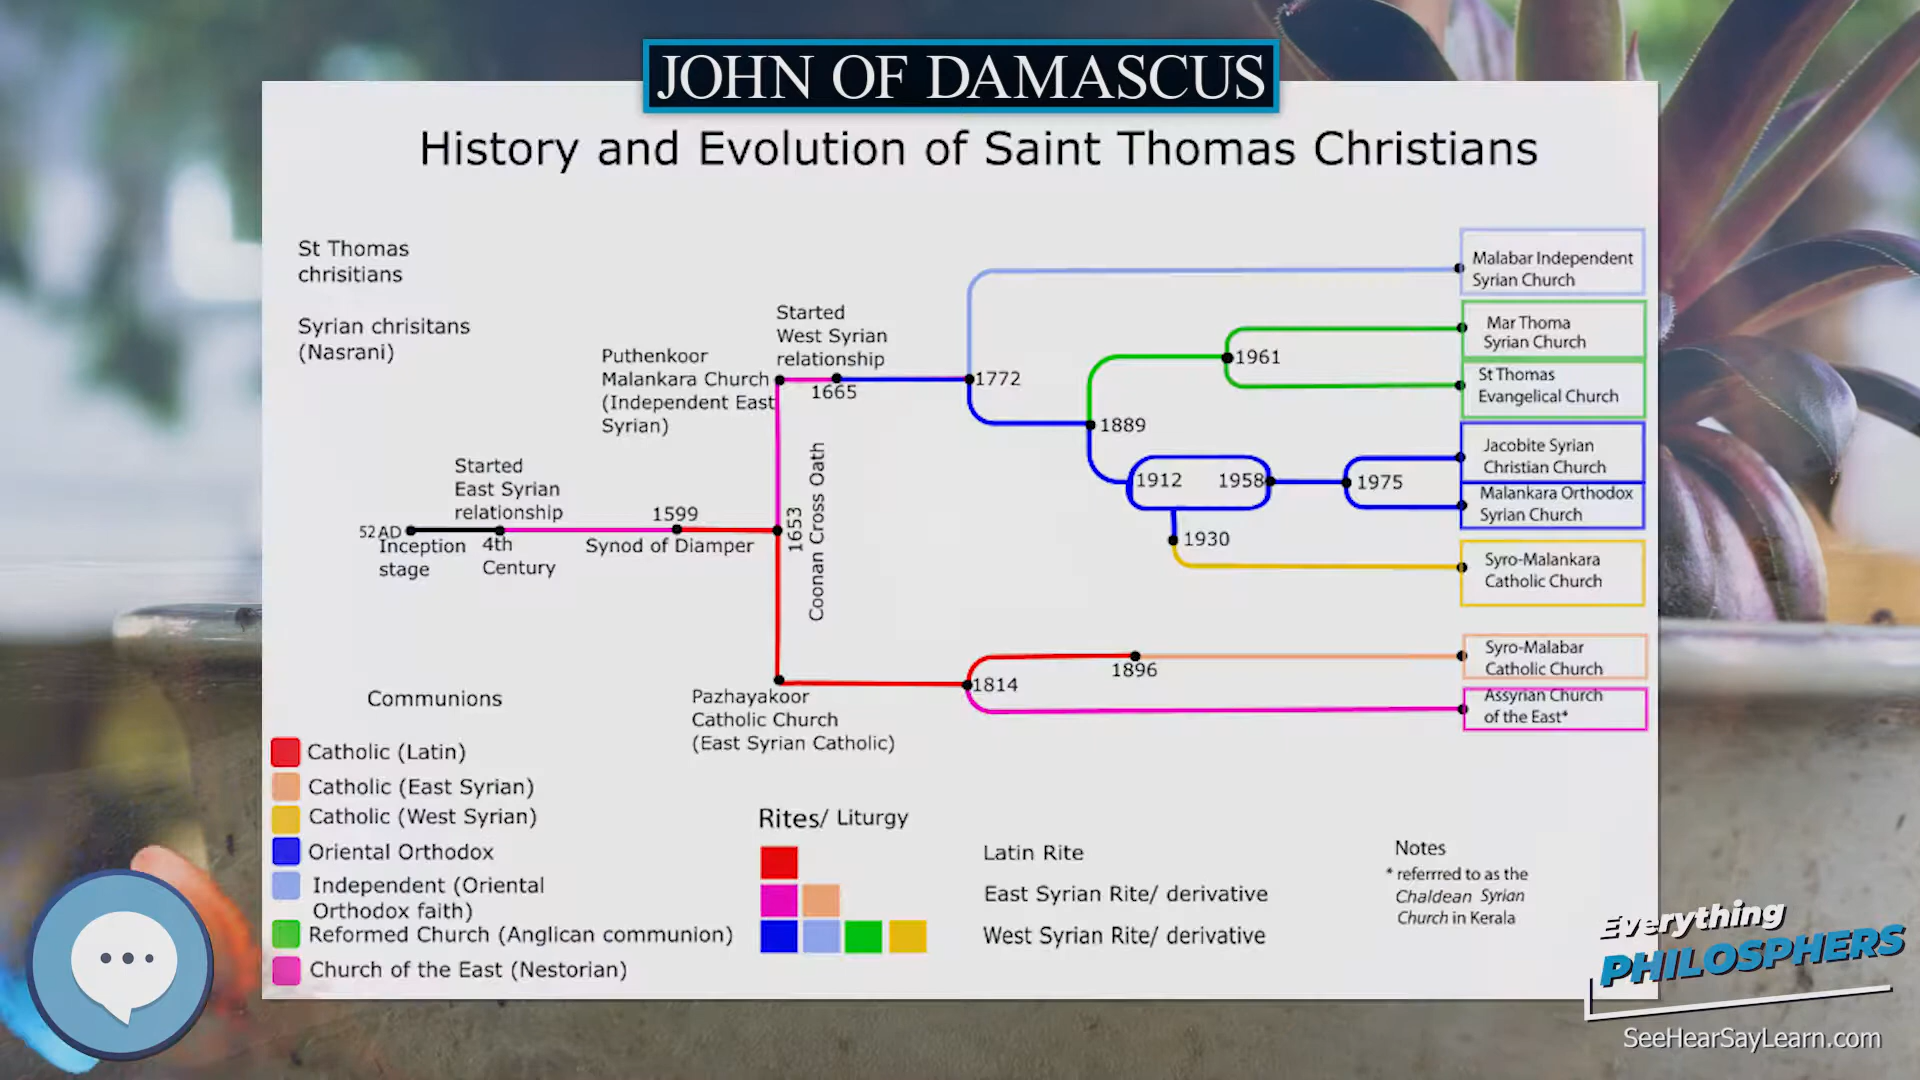 JOHN OF DAMASCUS
History and Evolution of Saint Thomas Christians
St Thomas
chrisitians
Syrian chrisitans
(Nasrani)
Puthenkoor
Malankara Church
(Independent East
Syrian)
Started
West Syrian
relationship
1665
1772
1889
1961
1912
1958
1975
1930
Malabar Independent
Syrian Church
Mar Thoma
Syrian Church
St Thomas
Evangelical Church
Jacobite Syrian
Christian Church
Malankara Orthodox
Syrian Church
Syro-Malankara
Catholic Church
Syro-Malabar
Catholic Church
Assyrian Church
of the East*
Started
East Syrian
relationship
52AD
Inception
stage
4th
Century
1599
Synod of Diamper
1653
Coonan Cross Oath
Pazhayakoor
Catholic Church
(East Syrian Catholic)
1814
1896
Communions
Catholic (Latin)
Catholic (East Syrian)
Catholic (West Syrian)
Oriental Orthodox
Independent (Oriental
Orthodox faith)
Reformed Church (Anglican communion)
Church of the East (Nestorian)
Rites/ Liturgy
Latin Rite
East Syrian Rite/ derivative
West Syrian Rite/ derivative
Notes
* referrred to as the
Chaldean Syrian
Church in Kerala
Everything
PHILOSPHERS
SeeHearSayLearn.com